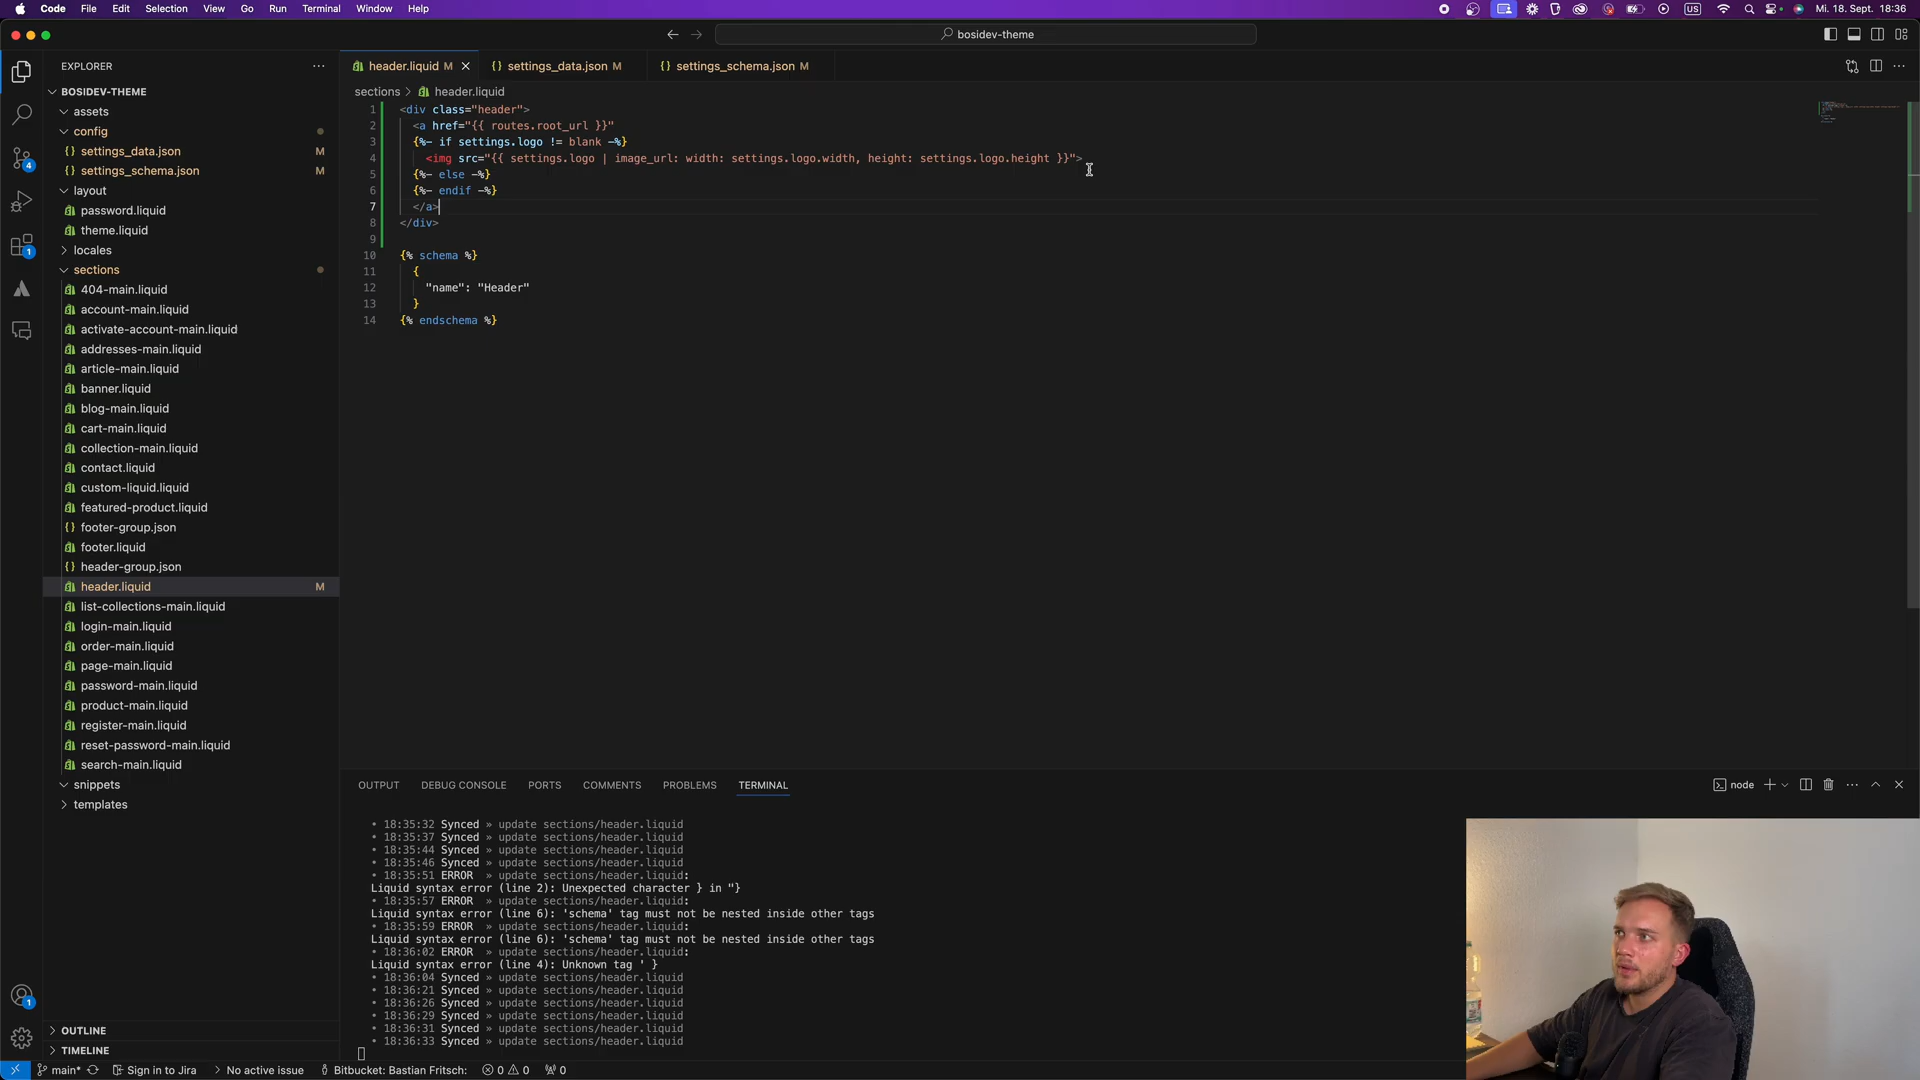 Code File Edit Selection View Go Run Terminal Window Help
US Mi. 18. Sept. 18:36
bosidev-theme
EXPLORER
header.liquid M
settings_data.json M
settings_schema.json M
sections > header.liquid
BOSIDEV-THEME
assets
config
settings_data.json M
settings_schema.json M
layout
password.liquid
theme.liquid
locales
sections
404-main.liquid
account-main.liquid
activate-account-main.liquid
addresses-main.liquid
article-main.liquid
banner.liquid
blog-main.liquid
cart-main.liquid
collection-main.liquid
contact.liquid
custom-liquid.liquid
featured-product.liquid
footer-group.json
footer.liquid
header-group.json
header.liquid M
list-collections-main.liquid
login-main.liquid
order-main.liquid
page-main.liquid
password-main.liquid
product-main.liquid
register-main.liquid
reset-password-main.liquid
search-main.liquid
snippets
templates
OUTLINE
TIMELINE
4
1
1
1 <div class="header">
2 <a href="{{ routes.root_url }}"
3 {%- if settings.logo != blank -%}
4 <img src="{{ settings.logo | image_url: width: settings.logo.width, height: settings.logo.height }}">
5 {%- else -%}
6 {%- endif -%}
7 </a>
8 </div>
9
10 {% schema %}
11 {
12 "name": "Header"
13 }
14 {% endschema %}
OUTPUT DEBUG CONSOLE PORTS COMMENTS PROBLEMS TERMINAL
node
• 18:35:32 Synced » update sections/header.liquid
• 18:35:37 Synced » update sections/header.liquid
• 18:35:44 Synced » update sections/header.liquid
• 18:35:46 Synced » update sections/header.liquid
• 18:35:51 ERROR » update sections/header.liquid:
Liquid syntax error (line 2): Unexpected character } in "}
• 18:35:57 ERROR » update sections/header.liquid:
Liquid syntax error (line 6): 'schema' tag must not be nested inside other tags
• 18:35:59 ERROR » update sections/header.liquid:
Liquid syntax error (line 6): 'schema' tag must not be nested inside other tags
• 18:36:02 ERROR » update sections/header.liquid:
Liquid syntax error (line 4): Unknown tag ' }
• 18:36:04 Synced » update sections/header.liquid
• 18:36:21 Synced » update sections/header.liquid
• 18:36:26 Synced » update sections/header.liquid
• 18:36:29 Synced » update sections/header.liquid
• 18:36:31 Synced » update sections/header.liquid
• 18:36:33 Synced » update sections/header.liquid
main* Sign in to Jira > No active issue Bitbucket: Bastian Fritsch: 0 0 0